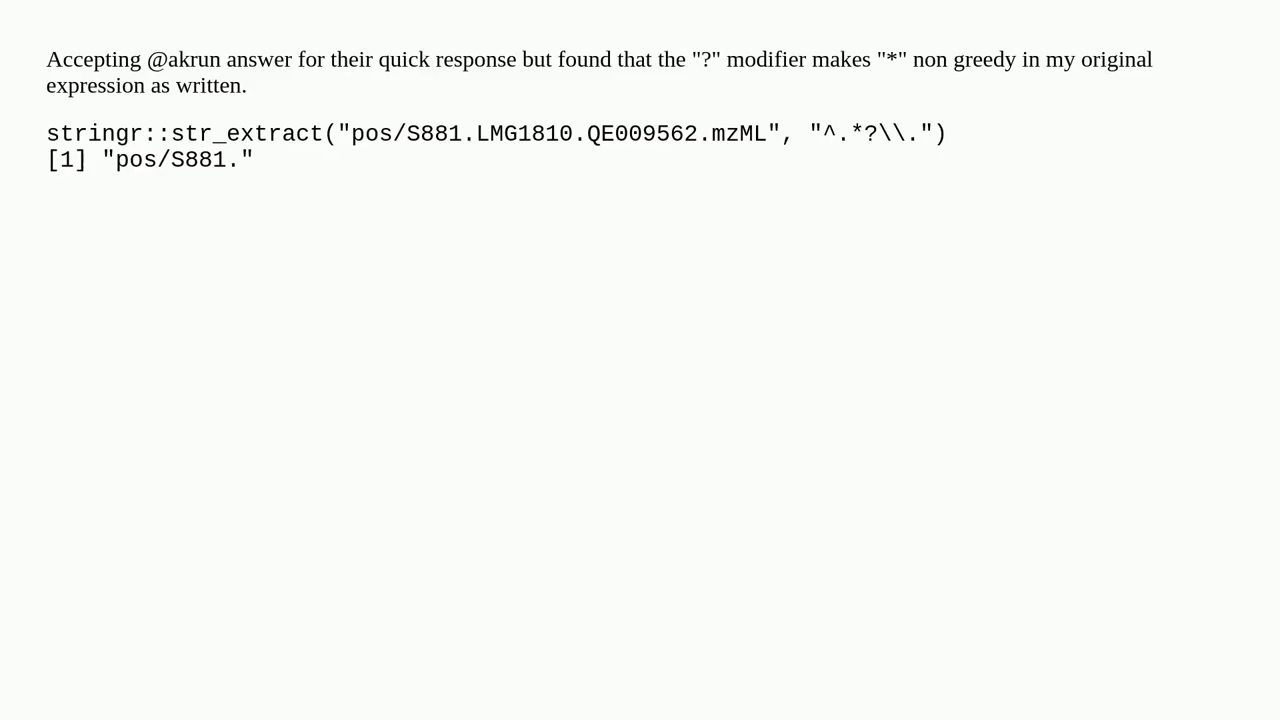 Accepting @akrun answer for their quick response but found that the "?" modifier makes "*" non greedy in my original
expression as written.
stringr::str_extract("pos/S881.LMG1810.QE009562.mzML", "^.*?\\.")
[1] "pos/S881."